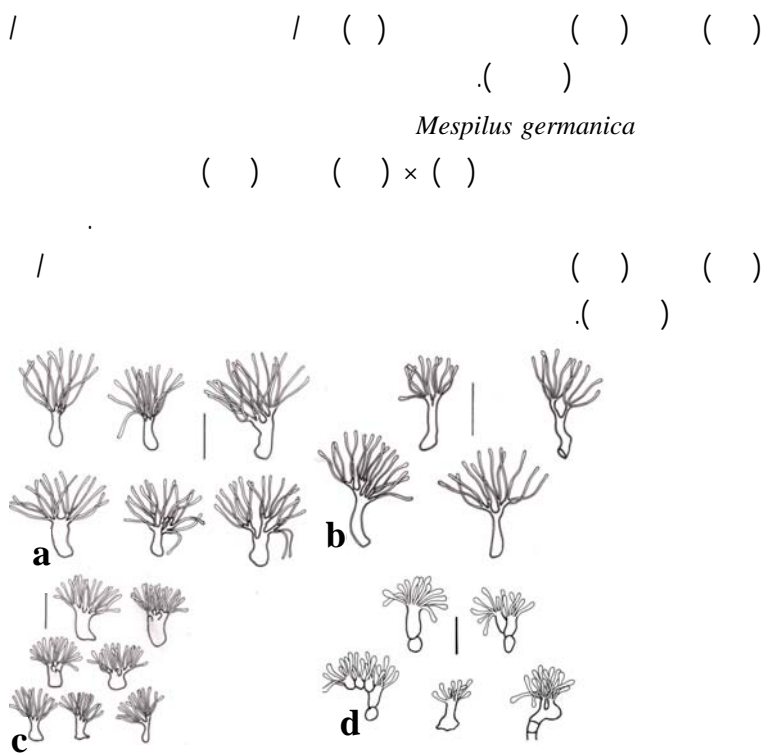 / / ( ) ( ) ( )
.( )
Mespilus germanica
( ) ( ) × ( )
.
/ ( ) ( )
.( )
a
b
c
d